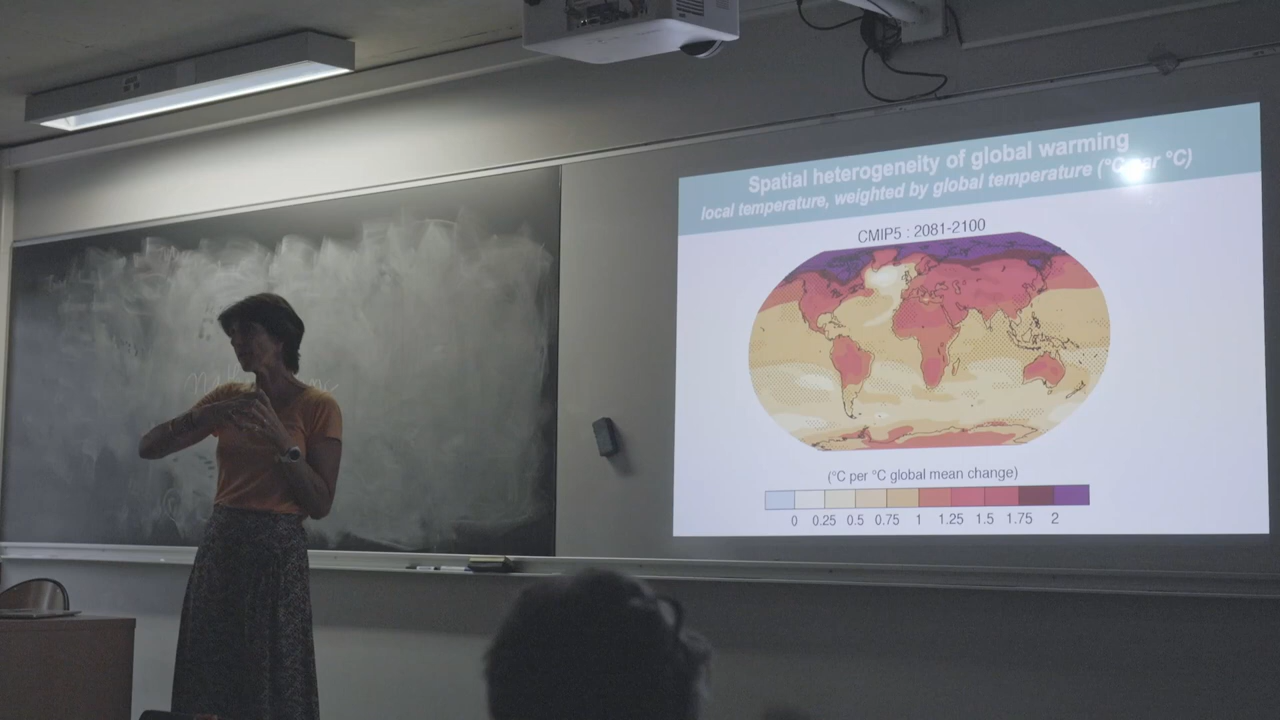 Spatial heterogeneity of global warming
local temperature, weighted by global temperature (°C per °C)
CMIP5 : 2081-2100
(°C per °C global mean change)
0 0.25 0.5 0.75 1 1.25 1.5 1.75 2